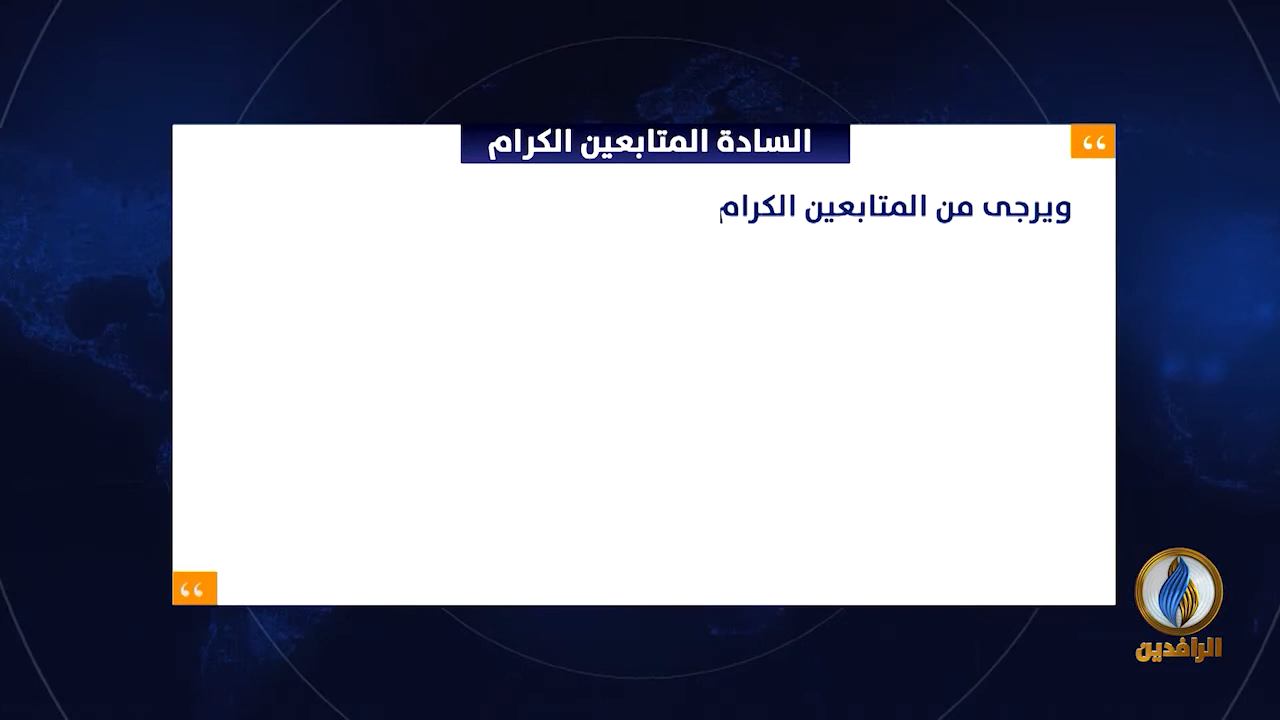 السادة المتابعين الكرام
ويرجى من المتابعين الكرام
الرافدين